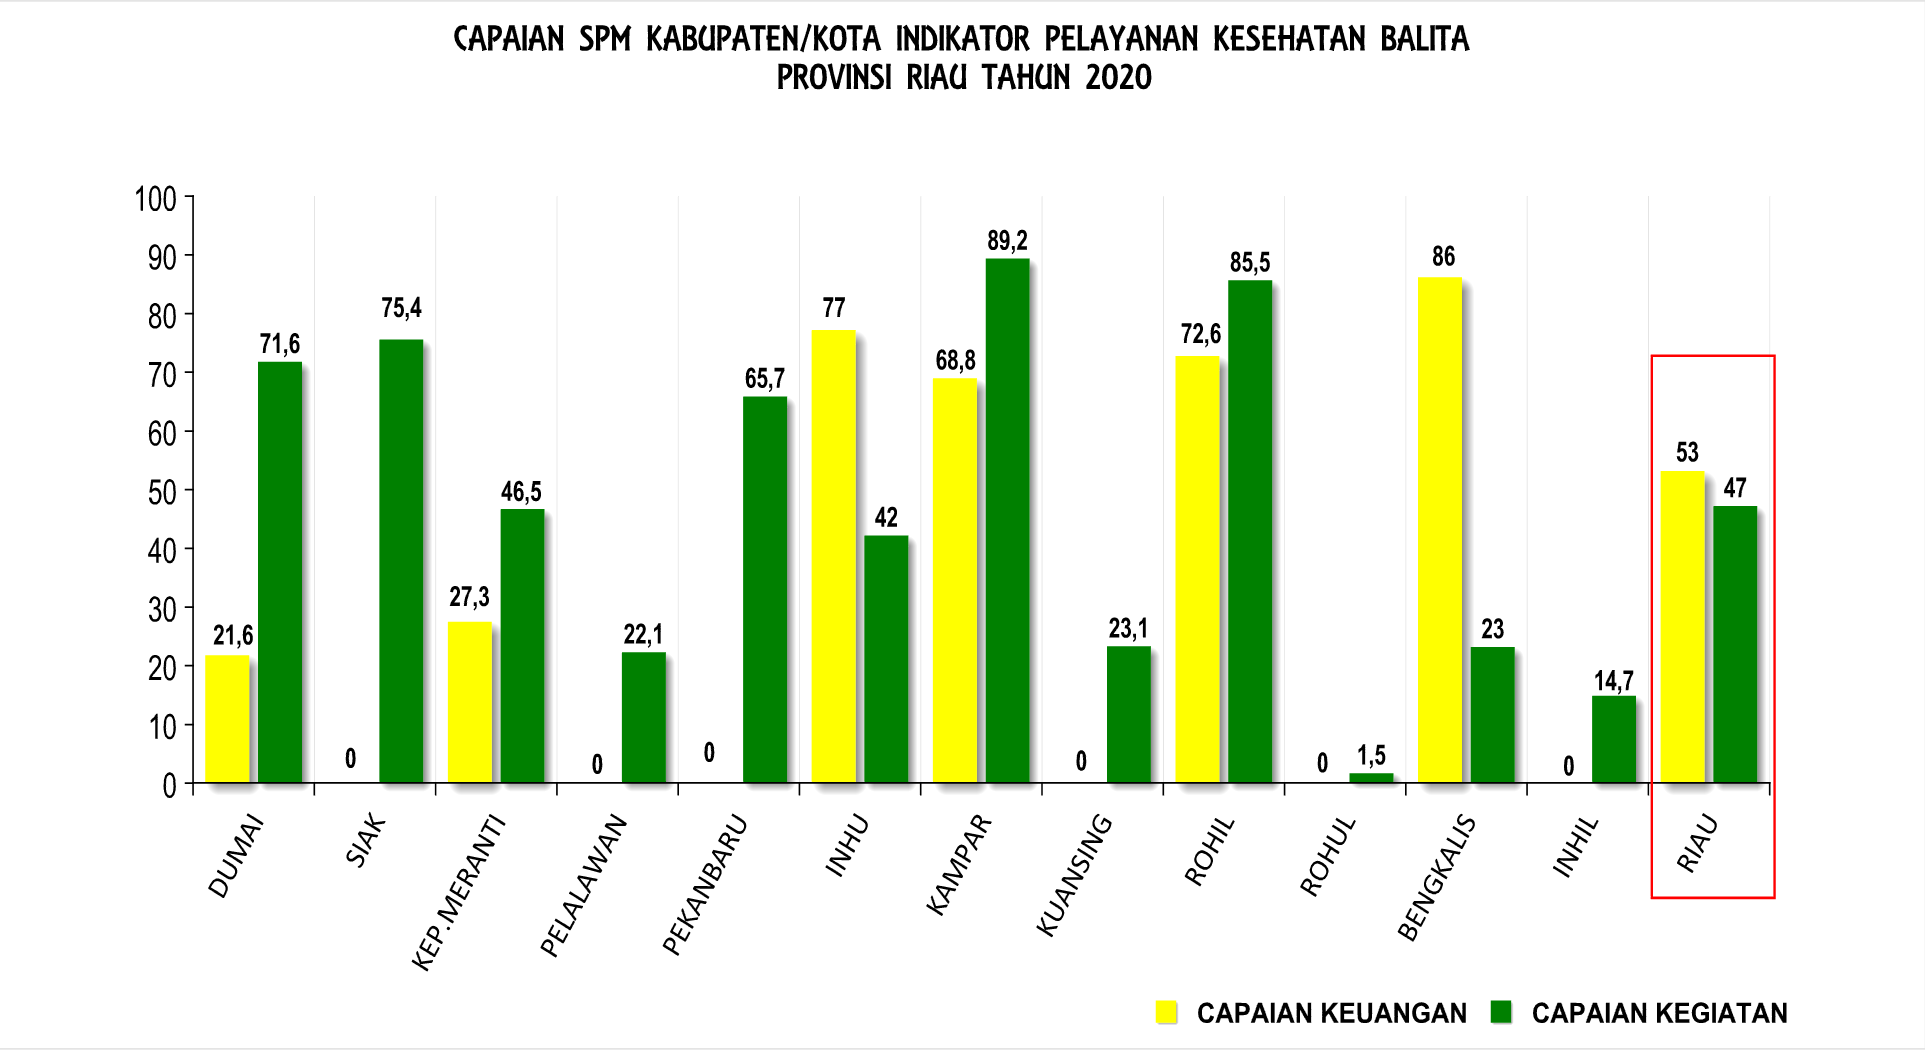 CAPAIAN SPM KABUPATEN/KOTA INDIKATOR PELAYANAN KESEHATAN BALITA
PROVINSI RIAU TAHUN 2020
100
90
80
70
60
50
40
30
20
10
0
21,6
71,6
0
75,4
27,3
46,5
0
22,1
0
65,7
77
42
68,8
89,2
0
23,1
72,6
85,5
0
1,5
86
23
0
14,7
53
47
DUMAI
SIAK
KEP.MERANTI
PELALAWAN
PEKANBARU
INHU
KAMPAR
KUANSING
ROHIL
ROHUL
BENGKALIS
INHIL
RIAU
CAPAIAN KEUANGAN
CAPAIAN KEGIATAN